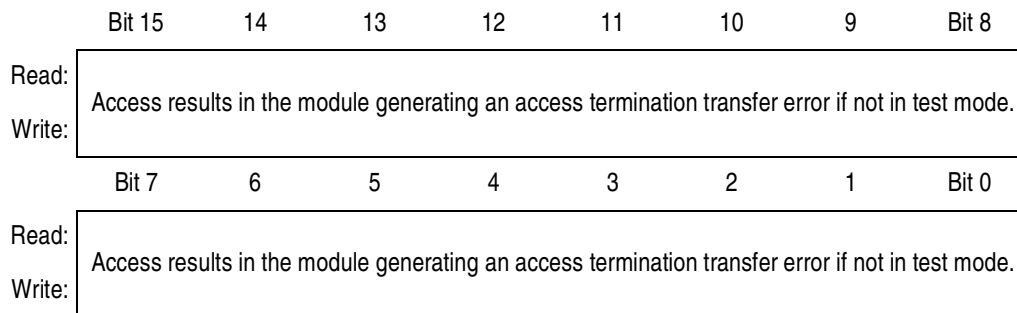 Bit 15 14 13 12 11 10 9 Bit 8
Read:
Access results in the module generating an access termination transfer error if not in test mode.
Write:
Bit 7 6 5 4 3 2 1 Bit 0
Read:
Access results in the module generating an access termination transfer error if not in test mode.
Write: